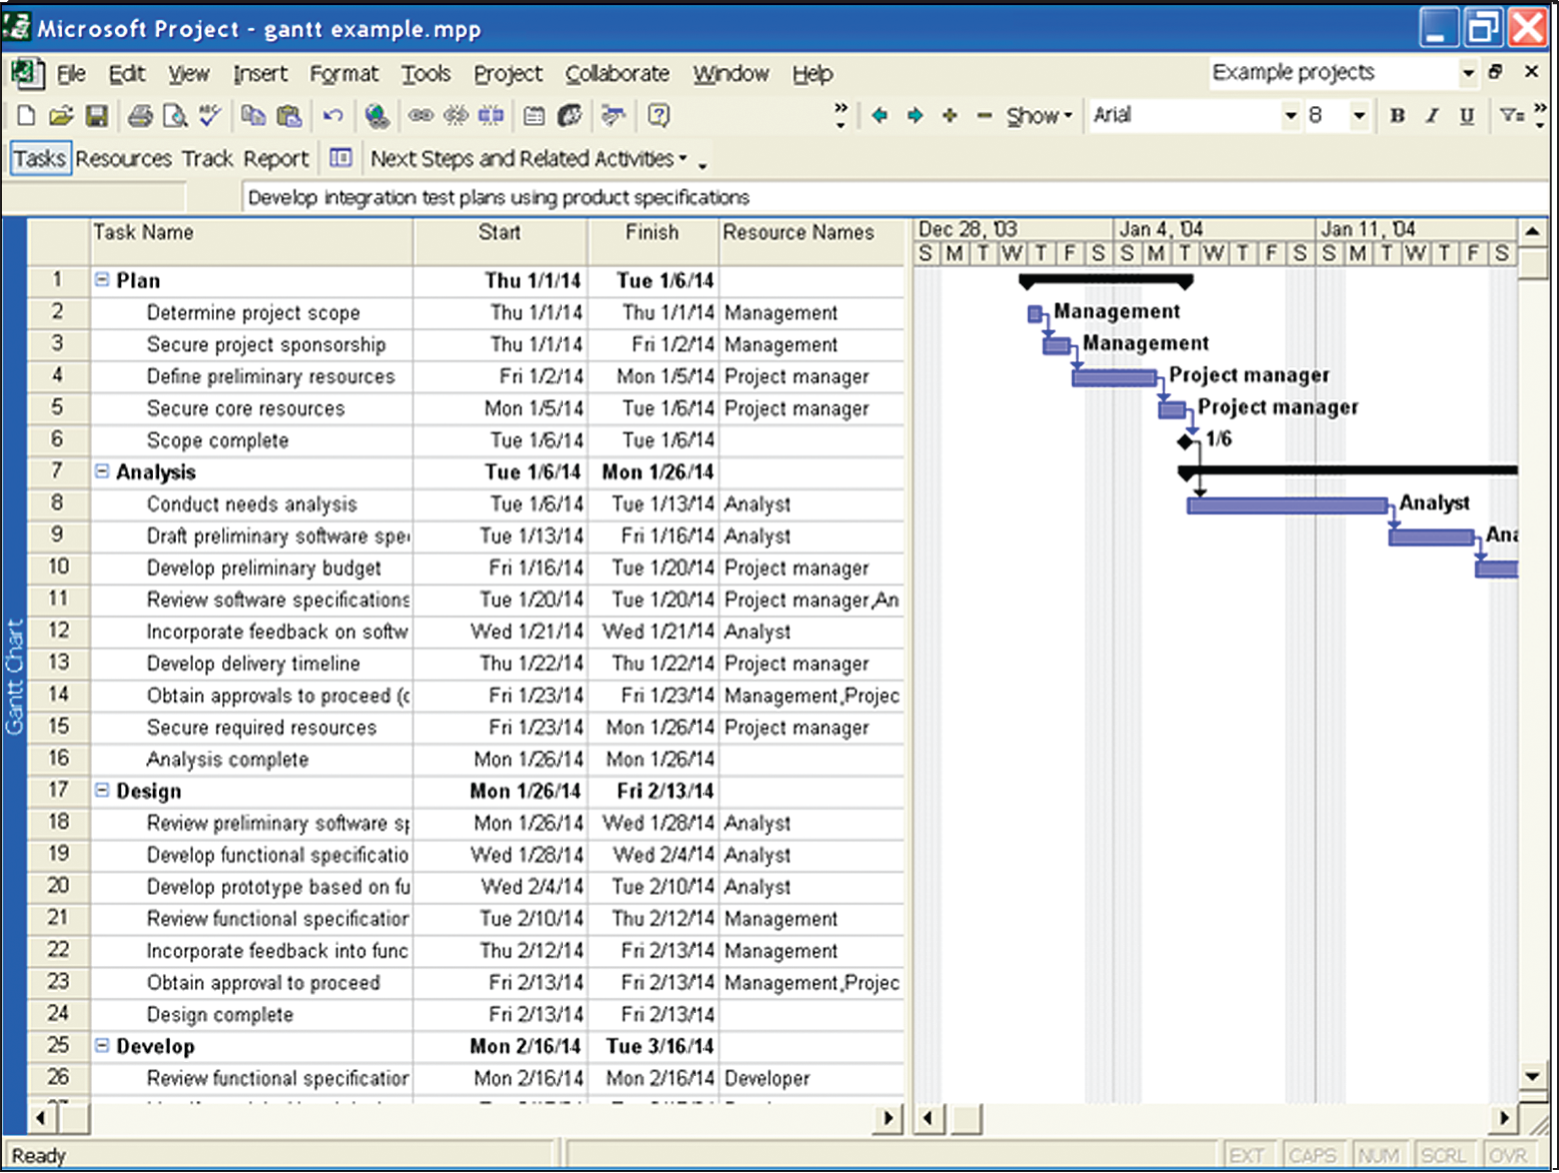 Microsoft Project - gantt example.mpp
File Edit View Insert Format Tools Project Collaborate Window Help Example projects
Show Arial 8 B I U
Tasks Resources Track Report Next Steps and Related Activities
Develop integration test plans using product specifications
Task Name Start Finish Resource Names Dec 28, '03 Jan 4, '04 Jan 11, '04
S M T W T F S S M T W T F S S M T W T F S
1 Plan Thu 1/1/14 Tue 1/6/14
2 Determine project scope Thu 1/1/14 Thu 1/1/14 Management Management
3 Secure project sponsorship Thu 1/1/14 Fri 1/2/14 Management Management
4 Define preliminary resources Fri 1/2/14 Mon 1/5/14 Project manager Project manager
5 Secure core resources Mon 1/5/14 Tue 1/6/14 Project manager Project manager
6 Scope complete Tue 1/6/14 Tue 1/6/14 1/6
7 Analysis Tue 1/6/14 Mon 1/26/14
8 Conduct needs analysis Tue 1/6/14 Tue 1/13/14 Analyst Analyst
9 Draft preliminary software spe Tue 1/13/14 Fri 1/16/14 Analyst Ana
10 Develop preliminary budget Fri 1/16/14 Tue 1/20/14 Project manager
11 Review software specifications Tue 1/20/14 Tue 1/20/14 Project manager,An
12 Incorporate feedback on softw Wed 1/21/14 Wed 1/21/14 Analyst
13 Develop delivery timeline Thu 1/22/14 Thu 1/22/14 Project manager
14 Obtain approvals to proceed (c Fri 1/23/14 Fri 1/23/14 Management,Projec
15 Secure required resources Fri 1/23/14 Mon 1/26/14 Project manager
16 Analysis complete Mon 1/26/14 Mon 1/26/14
17 Design Mon 1/26/14 Fri 2/13/14
18 Review preliminary software sp Mon 1/26/14 Wed 1/28/14 Analyst
19 Develop functional specificatio Wed 1/28/14 Wed 2/4/14 Analyst
20 Develop prototype based on fu Wed 2/4/14 Tue 2/10/14 Analyst
21 Review functional specification Tue 2/10/14 Thu 2/12/14 Management
22 Incorporate feedback into func Thu 2/12/14 Fri 2/13/14 Management
23 Obtain approval to proceed Fri 2/13/14 Fri 2/13/14 Management,Projec
24 Design complete Fri 2/13/14 Fri 2/13/14
25 Develop Mon 2/16/14 Tue 3/16/14
26 Review functional specification Mon 2/16/14 Mon 2/16/14 Developer
Gantt Chart
Ready EXT CAPS NUM SCRL OVR